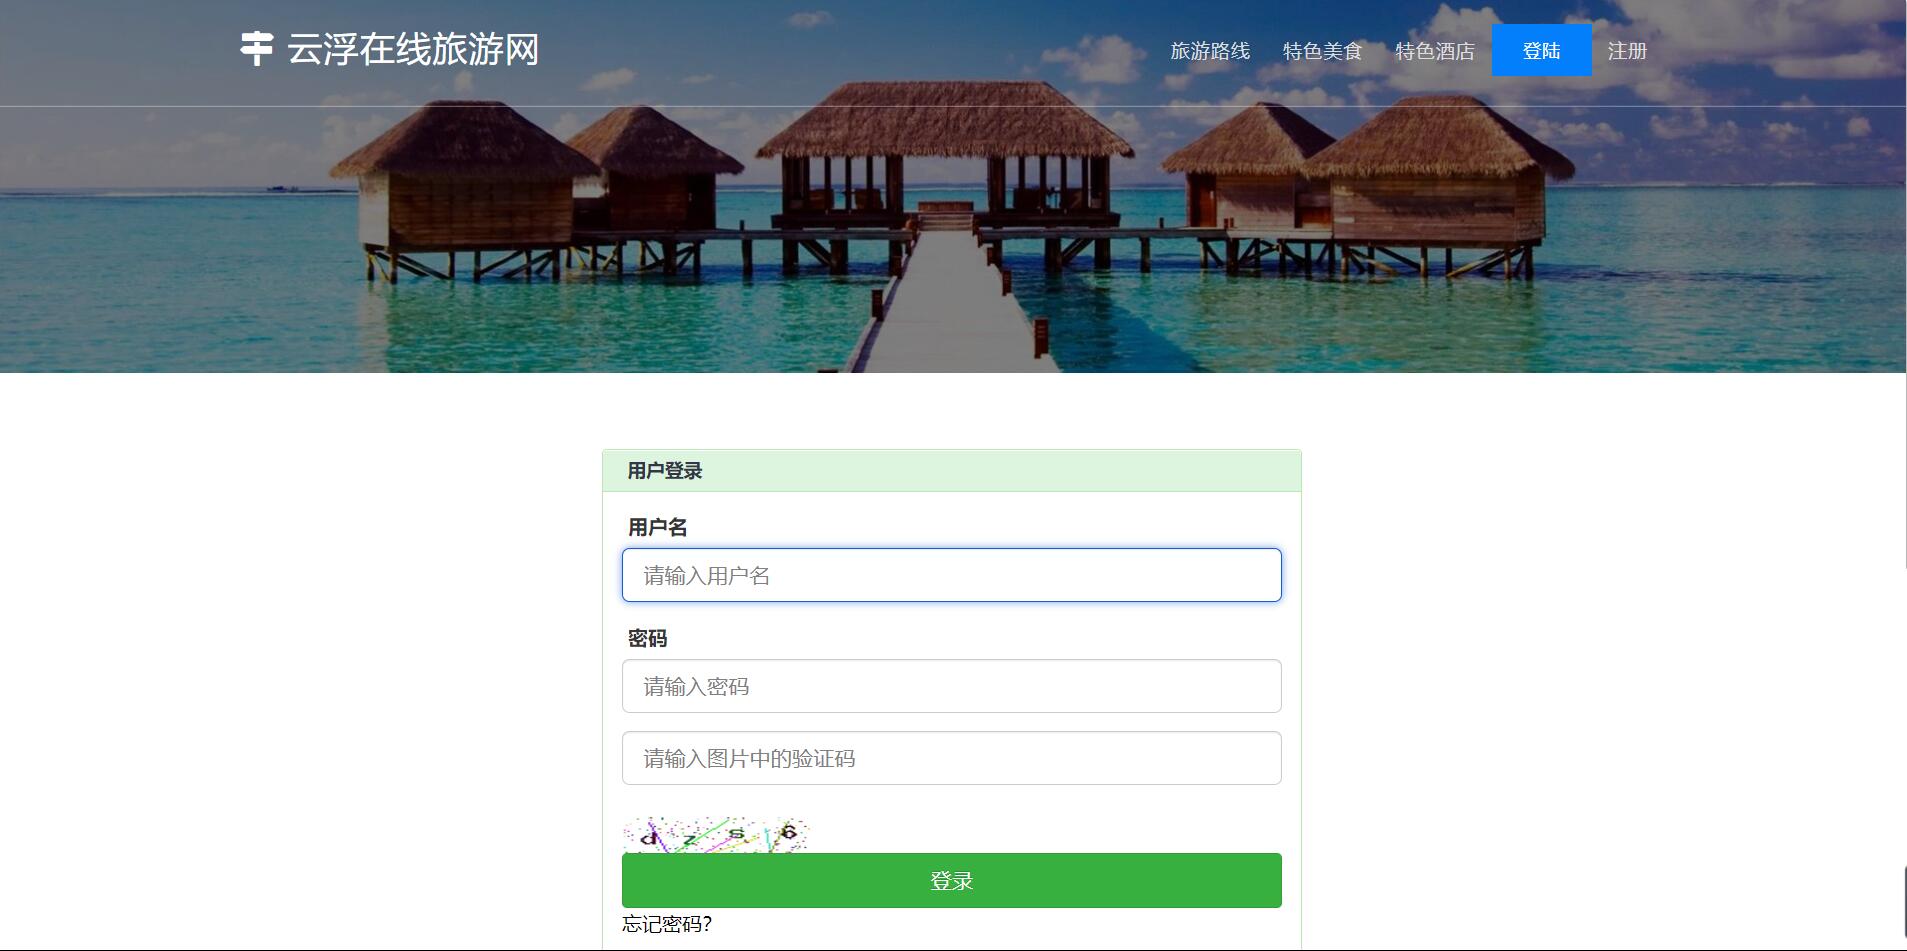 云浮在线旅游网
旅游路线 特色美食 特色酒店 登陆 注册
用户登录
用户名
请输入用户名
密码
请输入密码
请输入图片中的验证码
d z s 6
登录
忘记密码?